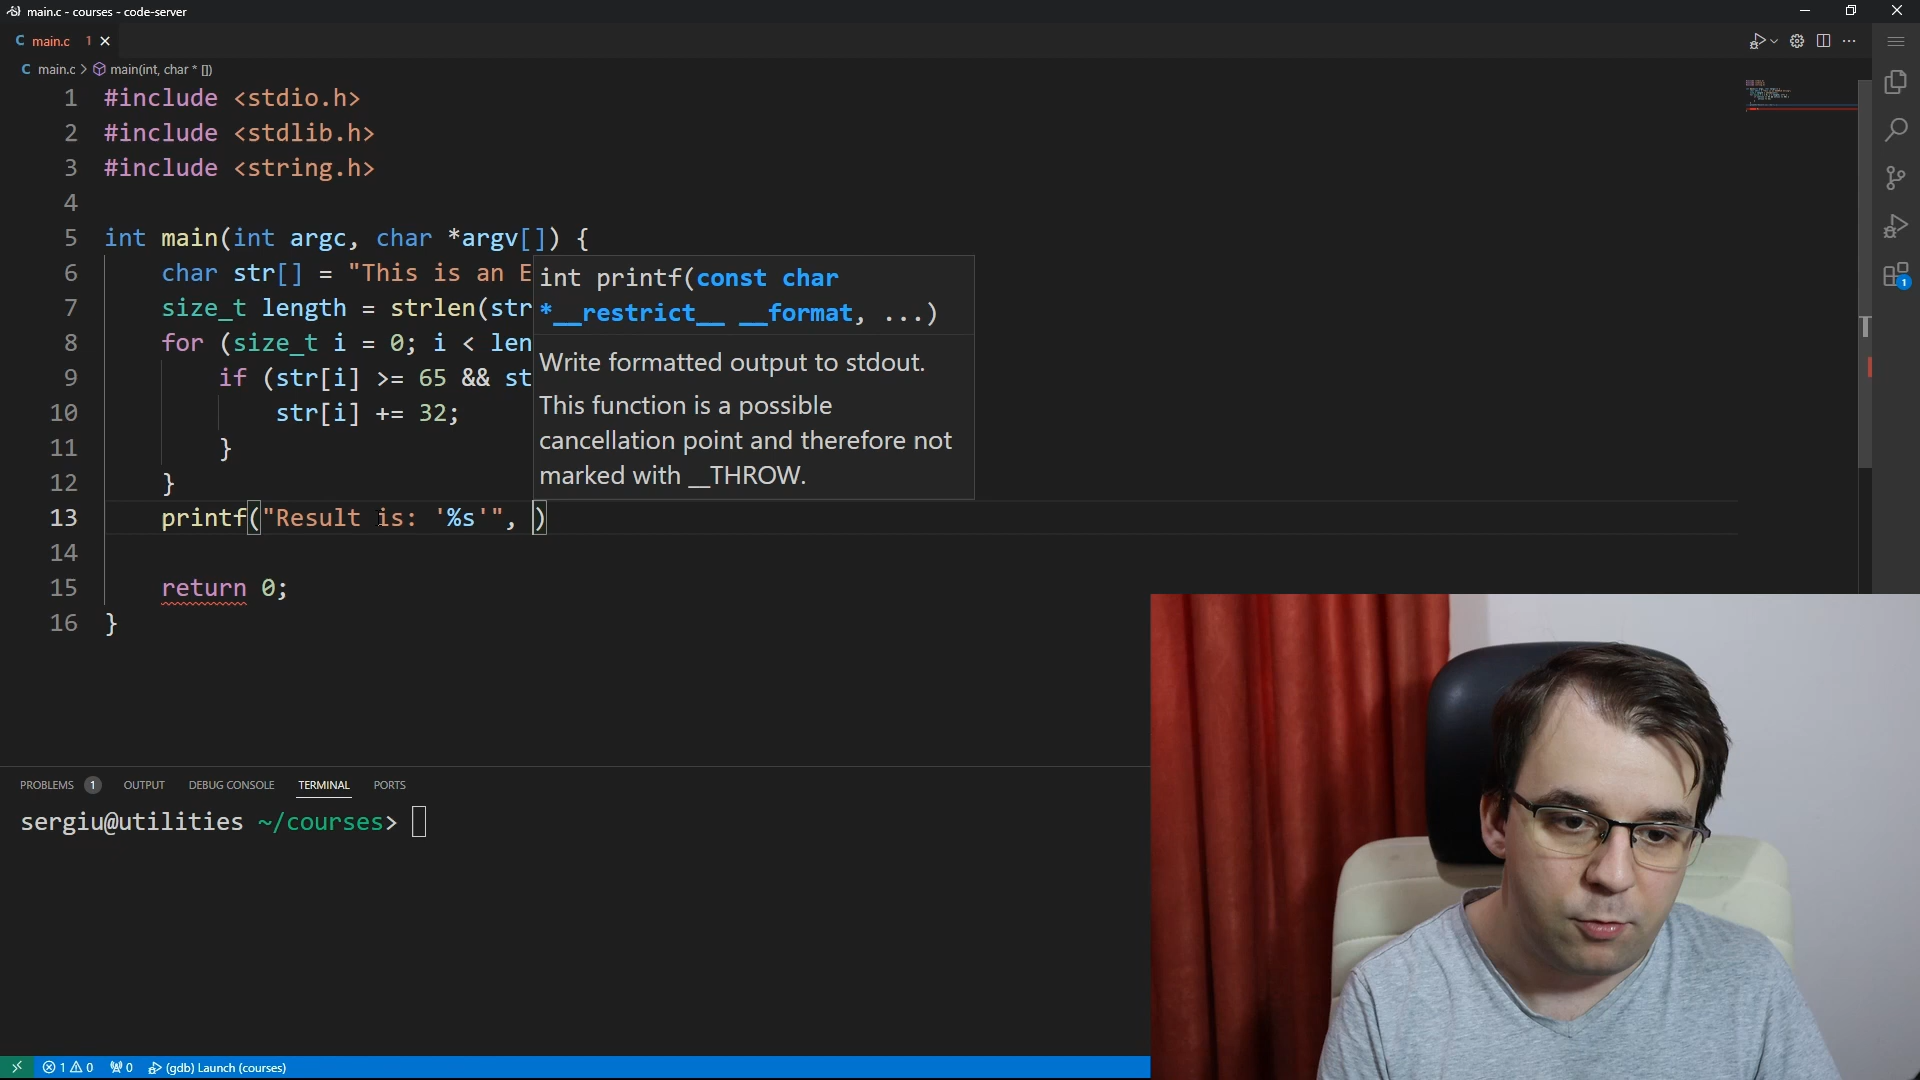 main.c - courses - code-server
C main.c 1
C main.c > main(int, char * [])
1 #include <stdio.h>
2 #include <stdlib.h>
3 #include <string.h>
4
5 int main(int argc, char *argv[]) {
6 char str[] = "This is an E
7 size_t length = strlen(str
8 for (size_t i = 0; i < len
9 if (str[i] >= 65 && st
10 str[i] += 32;
11 }
12 }
13 printf("Result is: '%s'", )
14
15 return 0;
16 }
int printf(const char
*__restrict__ __format, ...)
Write formatted output to stdout.
This function is a possible
cancellation point and therefore not
marked with __THROW.
1
PROBLEMS 1 OUTPUT DEBUG CONSOLE TERMINAL PORTS
sergiu@utilities ~/courses>
1 0 0 (gdb) Launch (courses)